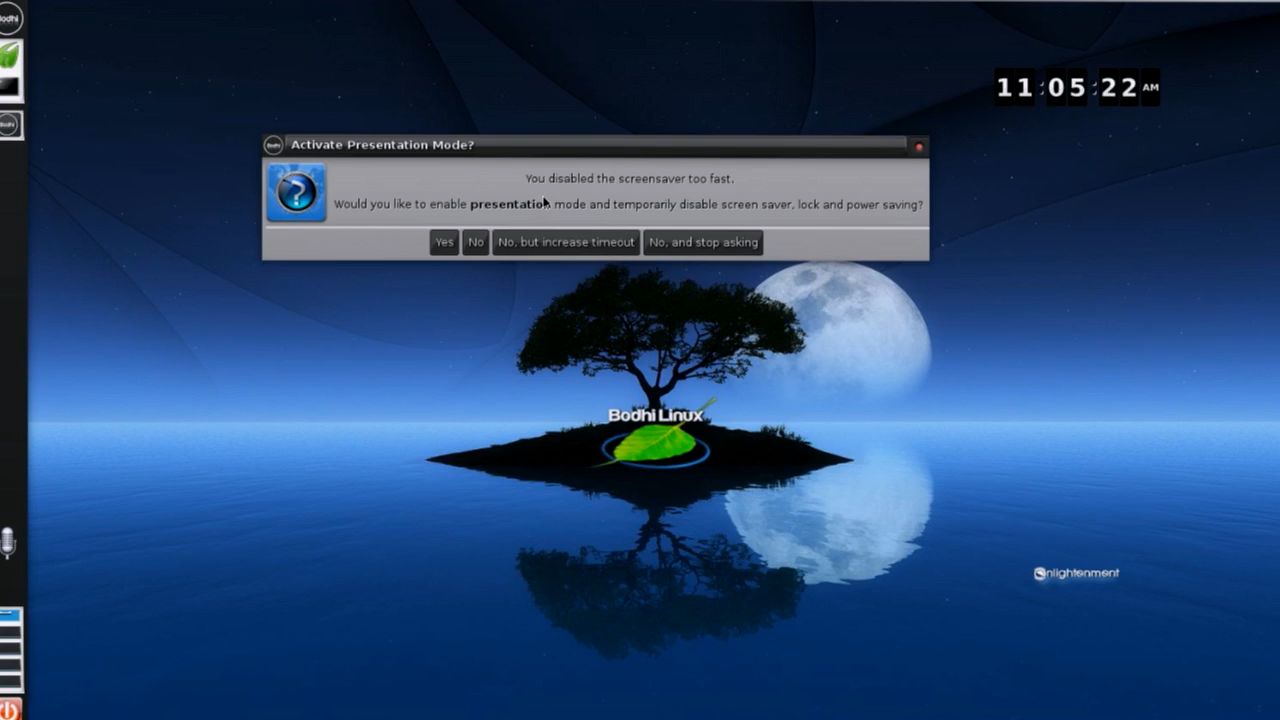 Bodhi
11:05:22 AM
Bodhi
Activate Presentation Mode?
You disabled the screensaver too fast.
Would you like to enable presentation mode and temporarily disable screen saver, lock and power saving?
Yes
No
No, but increase timeout
No, and stop asking
Bodhi Linux
Enlightenment